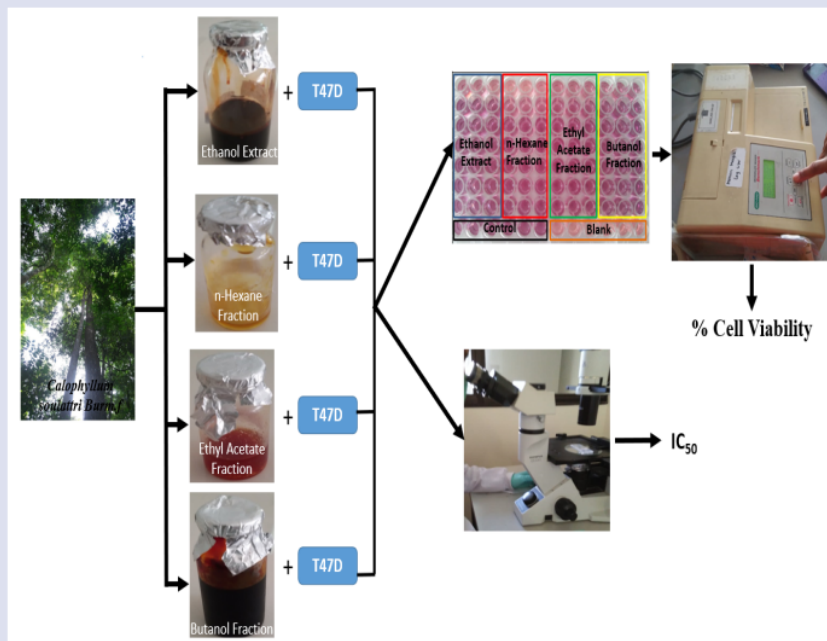 Calophyllum
soulattri Burm.f
Ethanol Extract
+ T47D
n-Hexane
Fraction
+ T47D
Ethyl Acetate
Fraction
+ T47D
Butanol Fraction
+ T47D
Ethanol
Extract
n-Hexane
Fraction
Ethyl
Acetate
Fraction
Butanol
Fraction
Control
Blank
% Cell Viability
IC50